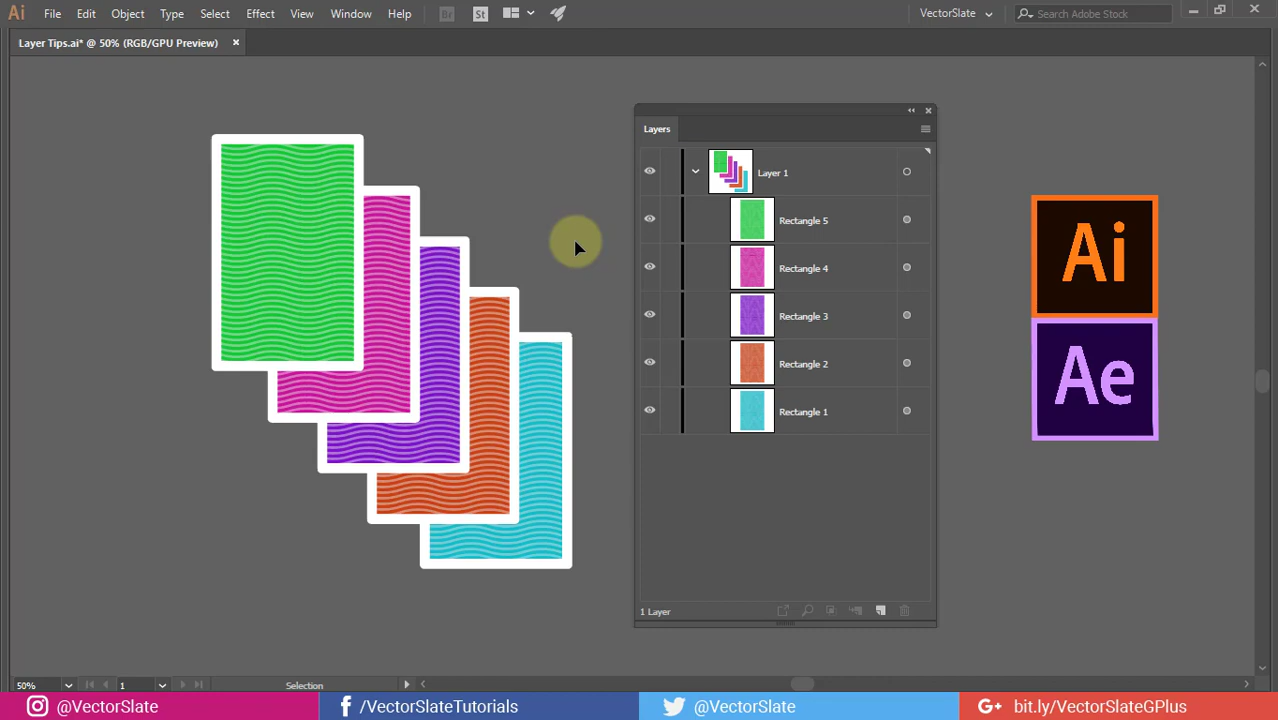 Ai File Edit Object Type Select Effect View Window Help Br St VectorSlate Search Adobe Stock
Layer Tips.ai* @ 50% (RGB/GPU Preview)
Layers
Layer 1
Rectangle 5
Rectangle 4
Rectangle 3
Rectangle 2
Rectangle 1
1 Layer
Ai
Ae
50% 1 Selection
@VectorSlate /VectorSlateTutorials @VectorSlate G+ bit.ly/VectorSlateGPlus